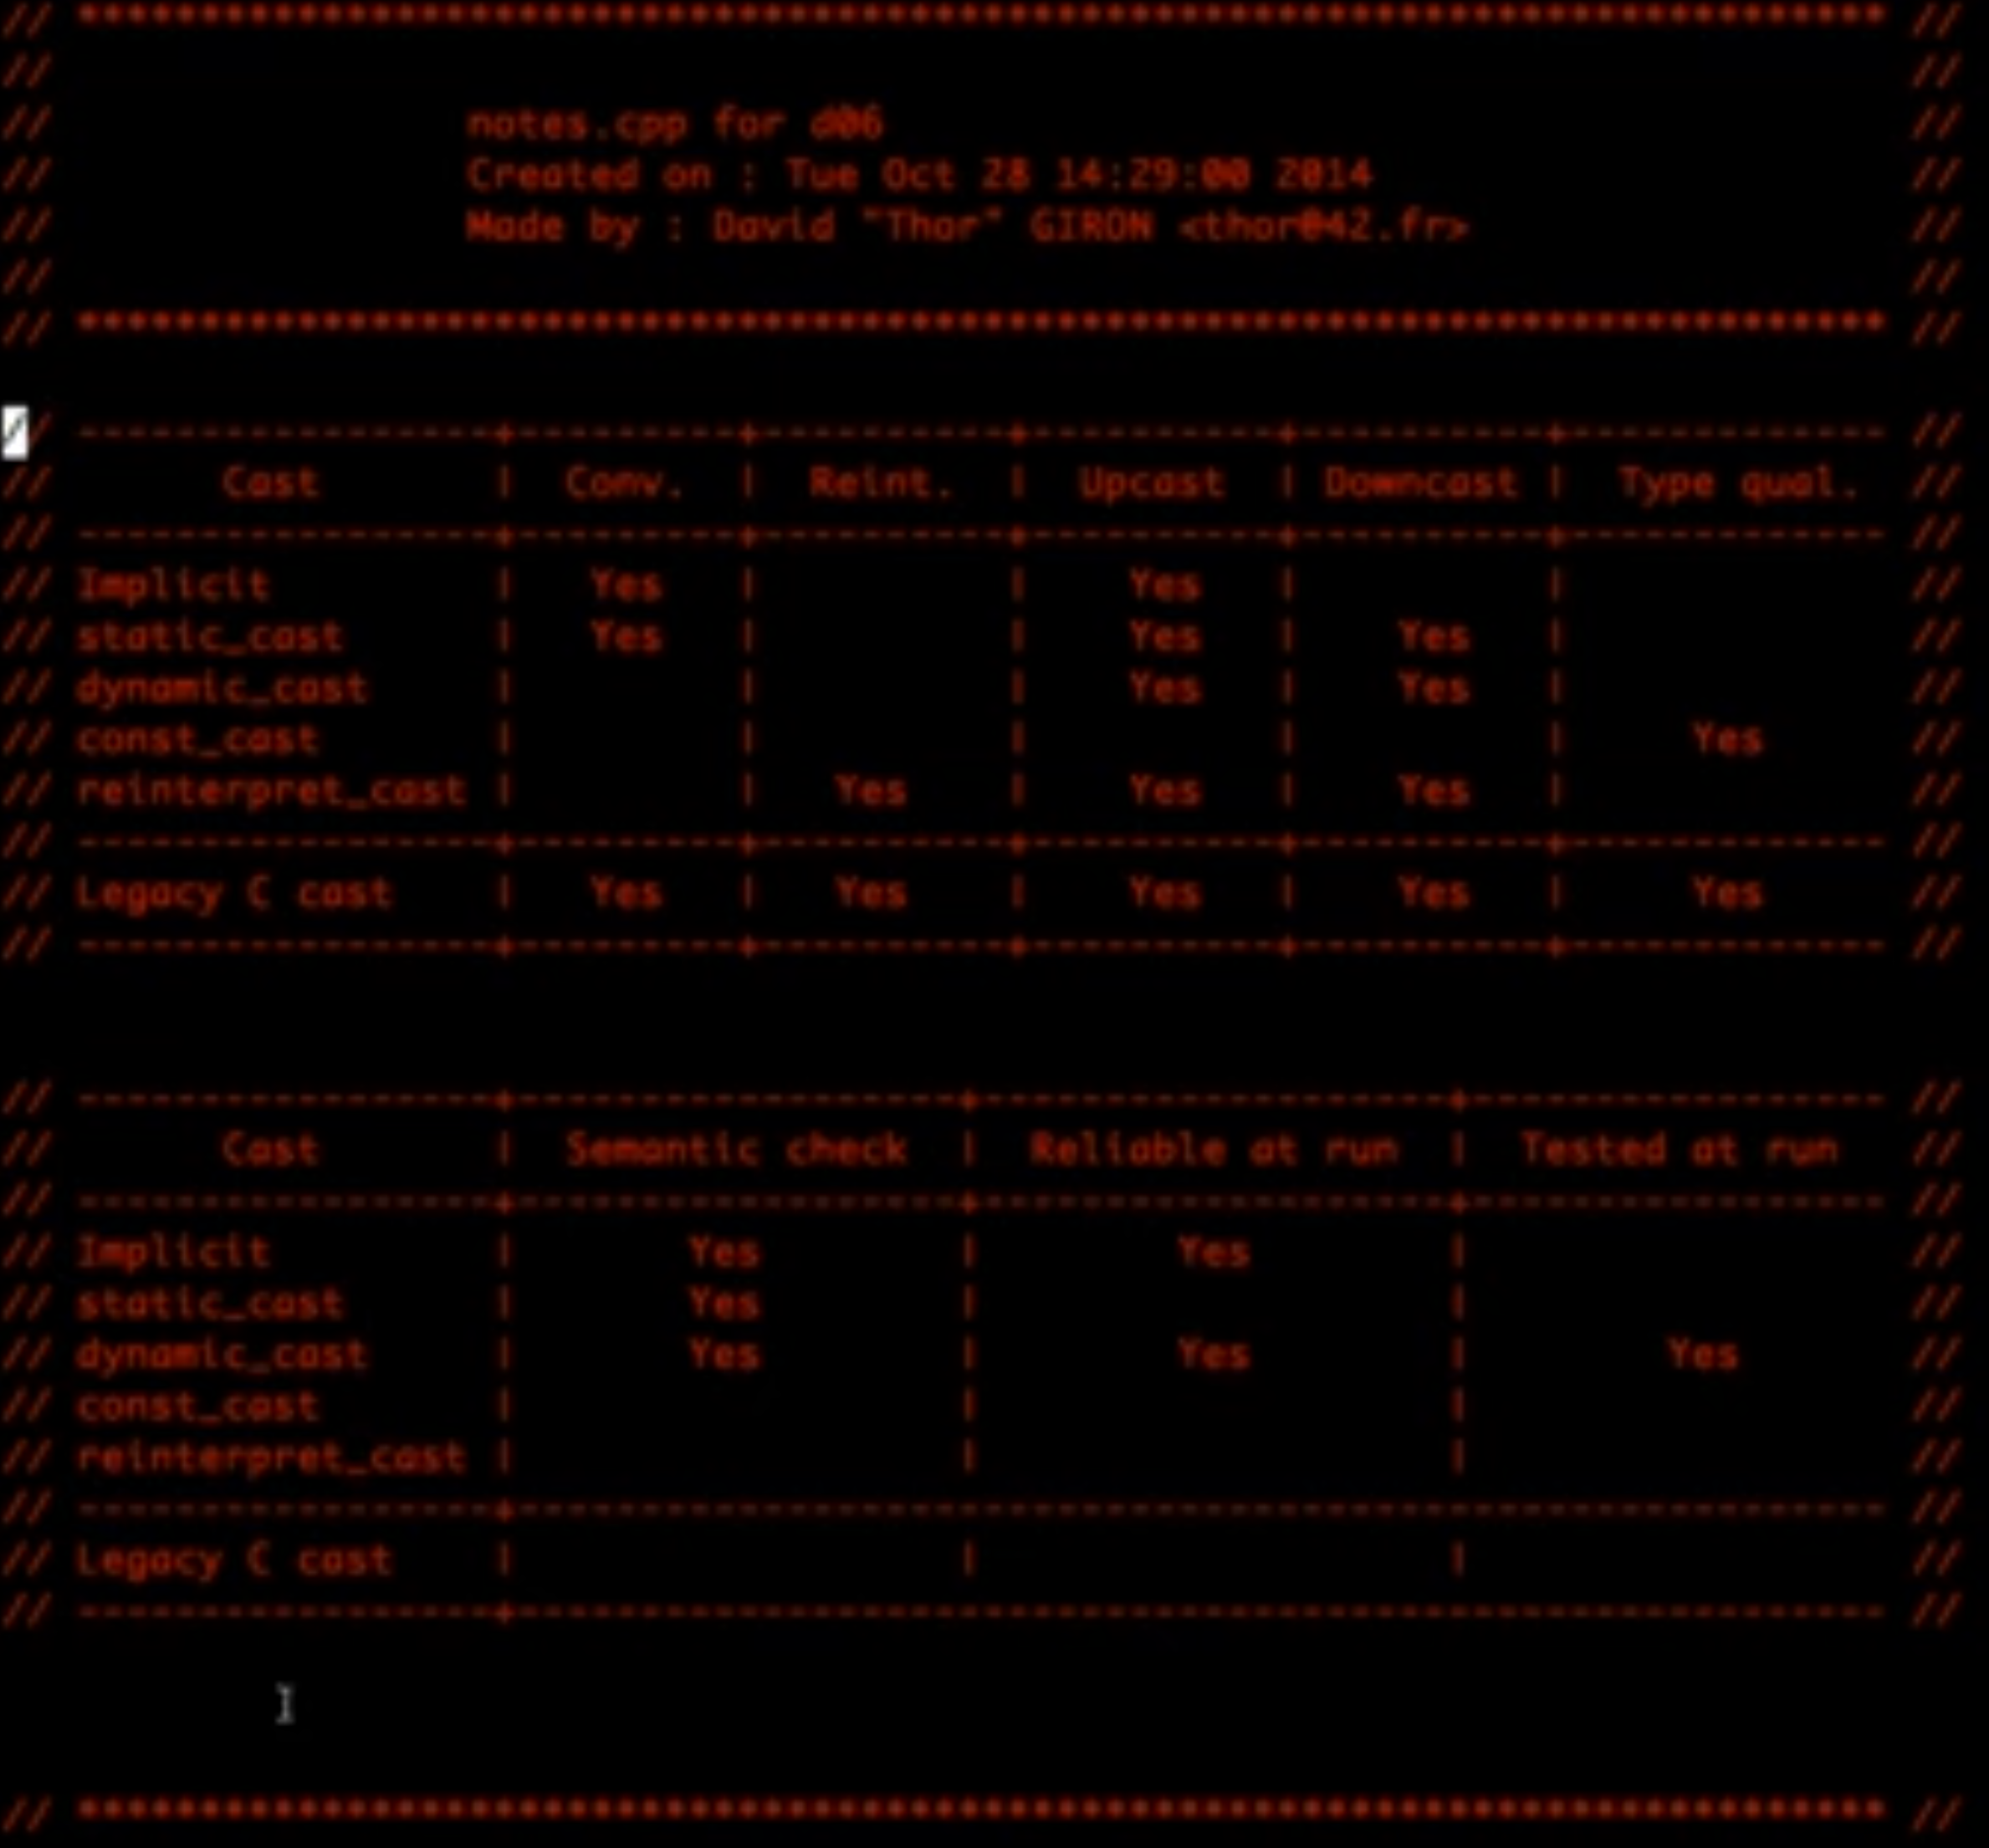 // ************************************************************************** //
// //
// notes.cpp for d06 //
// Created on : Tue Oct 28 14:29:00 2014 //
// Made by : David "Thor" GIRON <thor@42.fr> //
// //
// ************************************************************************** //
// -----------------+---------+----------+----------+----------+------------- //
// Cast | Conv. | Reint. | Upcast | Downcast | Type qual. //
// -----------------+---------+----------+----------+----------+------------- //
// Implicit | Yes | | Yes | | //
// static_cast | Yes | | Yes | Yes | //
// dynamic_cast | | | Yes | Yes | //
// const_cast | | | | | Yes //
// reinterpret_cast | | Yes | Yes | Yes | //
// -----------------+---------+----------+----------+----------+------------- //
// Legacy C cast | Yes | Yes | Yes | Yes | Yes //
// -----------------+---------+----------+----------+----------+------------- //
// -----------------+------------------+-------------------+----------------- //
// Cast | Semantic check | Reliable at run | Tested at run //
// -----------------+------------------+-------------------+----------------- //
// Implicit | Yes | Yes | //
// static_cast | Yes | | //
// dynamic_cast | Yes | Yes | Yes //
// const_cast | | | //
// reinterpret_cast | | | //
// -----------------+-------------------------------------------------------- //
// Legacy C cast | | | //
// -----------------+-------------------------------------------------------- //
// ************************************************************************** //